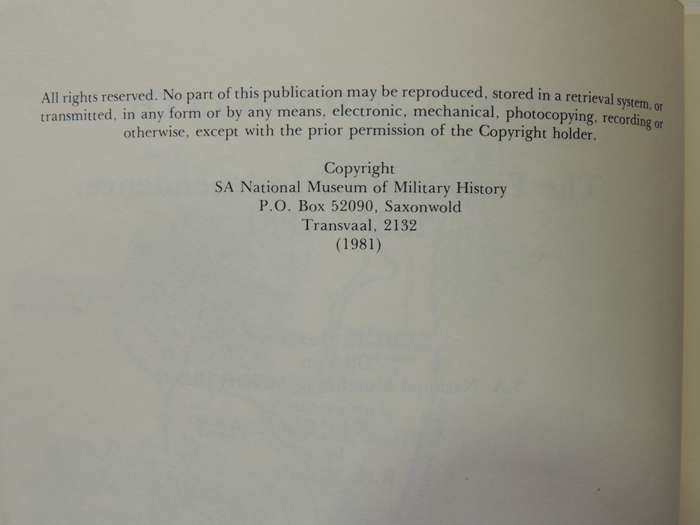 All rights reserved. No part of this publication may be reproduced, stored in a retrieval system, or
transmitted, in any form or by any means, electronic, mechanical, photocopying, recording or
otherwise, except with the prior permission of the Copyright holder.
Copyright
SA National Museum of Military History
P.O. Box 52090, Saxonwold
Transvaal, 2132
(1981)